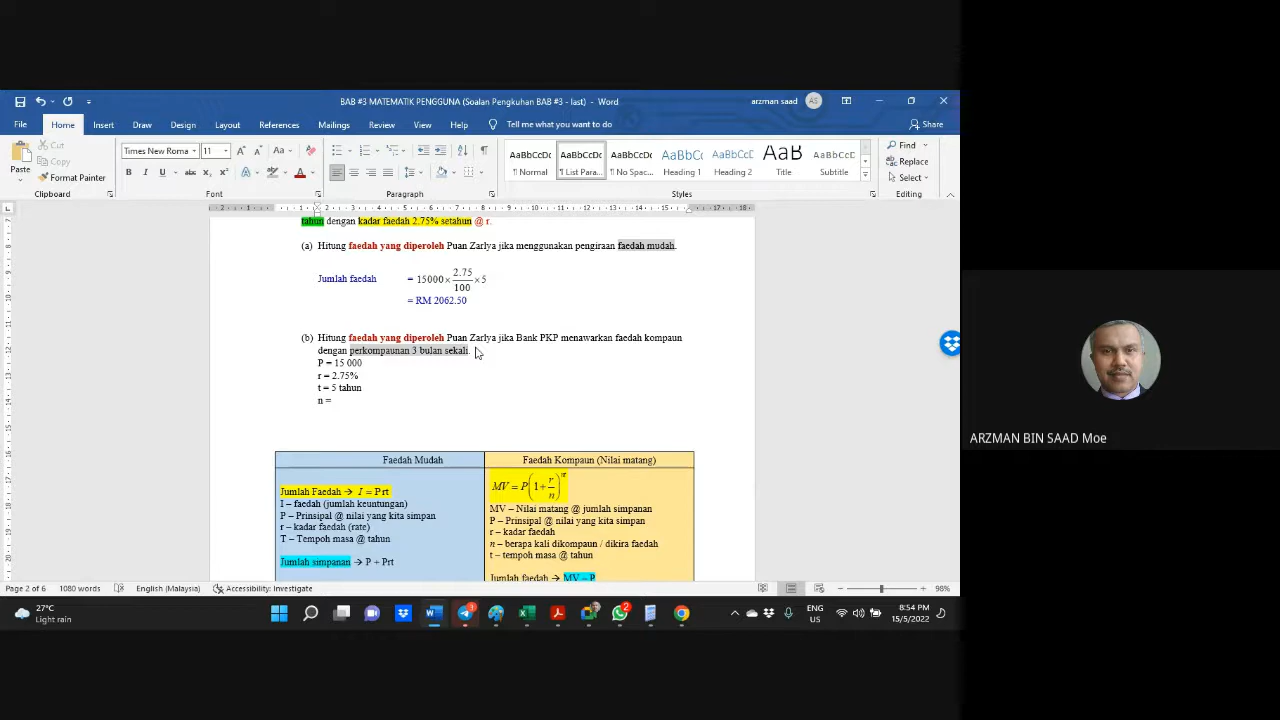 BAB #3 MATEMATIK PENGGUNA (Soalan Pengkuhan BAB #3 - last) - Word
arzman saad AS
File Home Insert Draw Design Layout References Mailings Review View Help Tell me what you want to do Share
Paste Cut Copy Format Painter
Times New Roma 11
AaBbCcDc AaBbCcDc AaBbCcDc AaBbCc AaBbCcD AaB AaBbCcD
¶ Normal ¶ List Para... ¶ No Spac... Heading 1 Heading 2 Title Subtitle
Find Replace Select
Clipboard Font Paragraph Styles Editing
tahun dengan kadar faedah 2.75% setahun @ r.
(a) Hitung faedah yang diperoleh Puan Zarlya jika menggunakan pengiraan faedah mudah.
Jumlah faedah = 15000 × 2.75/100 × 5
= RM 2062.50
(b) Hitung faedah yang diperoleh Puan Zarlya jika Bank PKP menawarkan faedah kompaun
dengan perkompaunan 3 bulan sekali.
P = 15 000
r = 2.75%
t = 5 tahun
n =
Faedah Mudah
Jumlah Faedah → I = Prt
I – faedah (jumlah keuntungan)
P – Prinsipal @ nilai yang kita simpan
r – kadar faedah (rate)
T – Tempoh masa @ tahun
Jumlah simpanan → P + Prt
Faedah Kompaun (Nilai matang)
MV = P(1 + r/n)^nt
MV – Nilai matang @ jumlah simpanan
P – Prinsipal @ nilai yang kita simpan
r – kadar faedah
n – berapa kali dikompaun / dikira faedah
t – tempoh masa @ tahun
Jumlah faedah → MV – P
ARZMAN BIN SAAD Moe
Page 2 of 6 1080 words English (Malaysia) Accessibility: Investigate 98%
27°C
Light rain
ENG
US
8:54 PM
15/5/2022